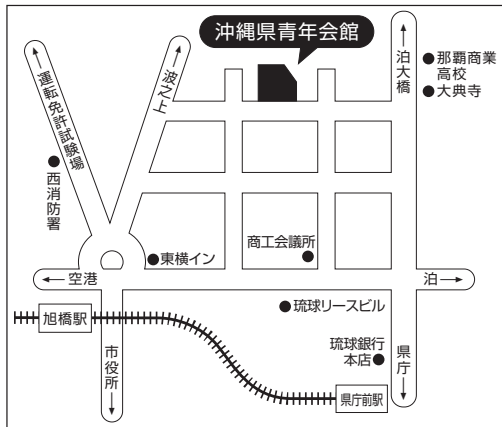 沖縄県青年会館
泊大橋
那覇商業
高校
大典寺
波之上
運転免許試験場
西消防署
商工会議所
東横イン
空港
泊
琉球リースビル
旭橋駅
市役所
琉球銀行
本店
県庁
県庁前駅